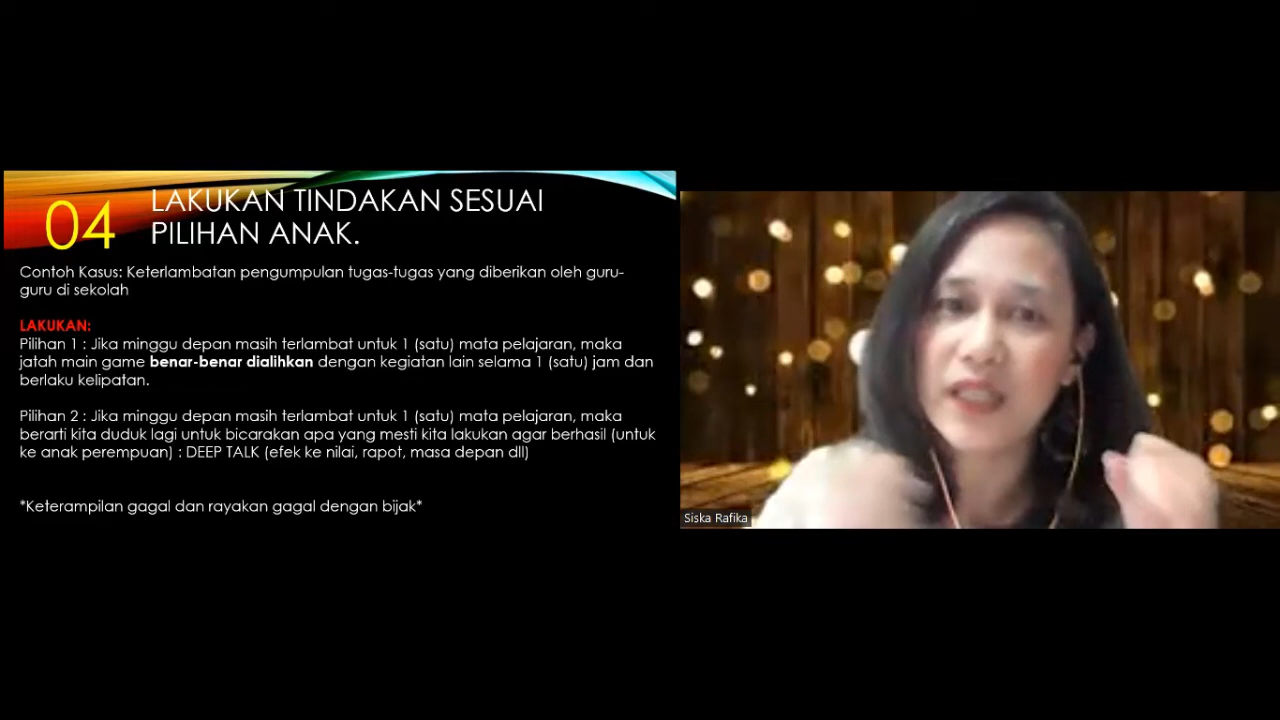 04
LAKUKAN TINDAKAN SESUAI
PILIHAN ANAK.
Contoh Kasus: Keterlambatan pengumpulan tugas-tugas yang diberikan oleh guru-
guru di sekolah
LAKUKAN:
Pilihan 1 : Jika minggu depan masih terlambat untuk 1 (satu) mata pelajaran, maka
jatah main game benar-benar dialihkan dengan kegiatan lain selama 1 (satu) jam dan
berlaku kelipatan.
Pilihan 2 : Jika minggu depan masih terlambat untuk 1 (satu) mata pelajaran, maka
berarti kita duduk lagi untuk bicarakan apa yang mesti kita lakukan agar berhasil (untuk
ke anak perempuan) : DEEP TALK (efek ke nilai, rapot, masa depan dll)
*Keterampilan gagal dan rayakan gagal dengan bijak*
Siska Rafika